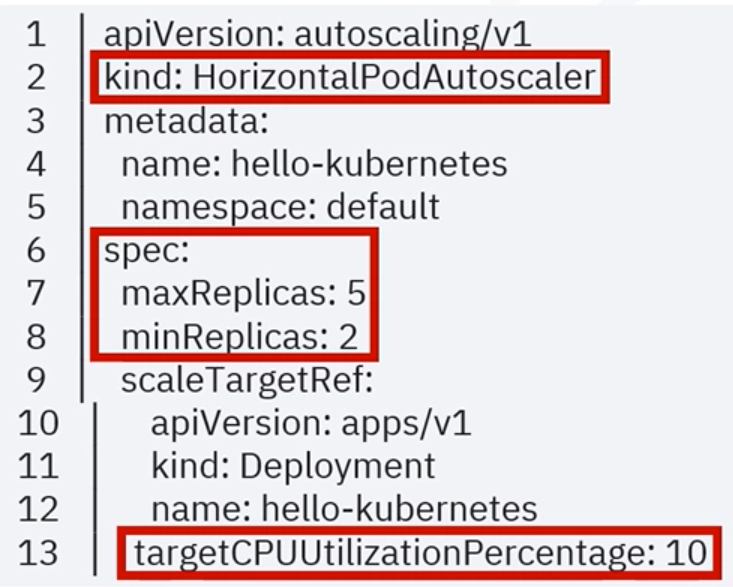 1 apiVersion: autoscaling/v1
2 kind: HorizontalPodAutoscaler
3 metadata:
4 name: hello-kubernetes
5 namespace: default
6 spec:
7 maxReplicas: 5
8 minReplicas: 2
9 scaleTargetRef:
10 apiVersion: apps/v1
11 kind: Deployment
12 name: hello-kubernetes
13 targetCPUUtilizationPercentage: 10